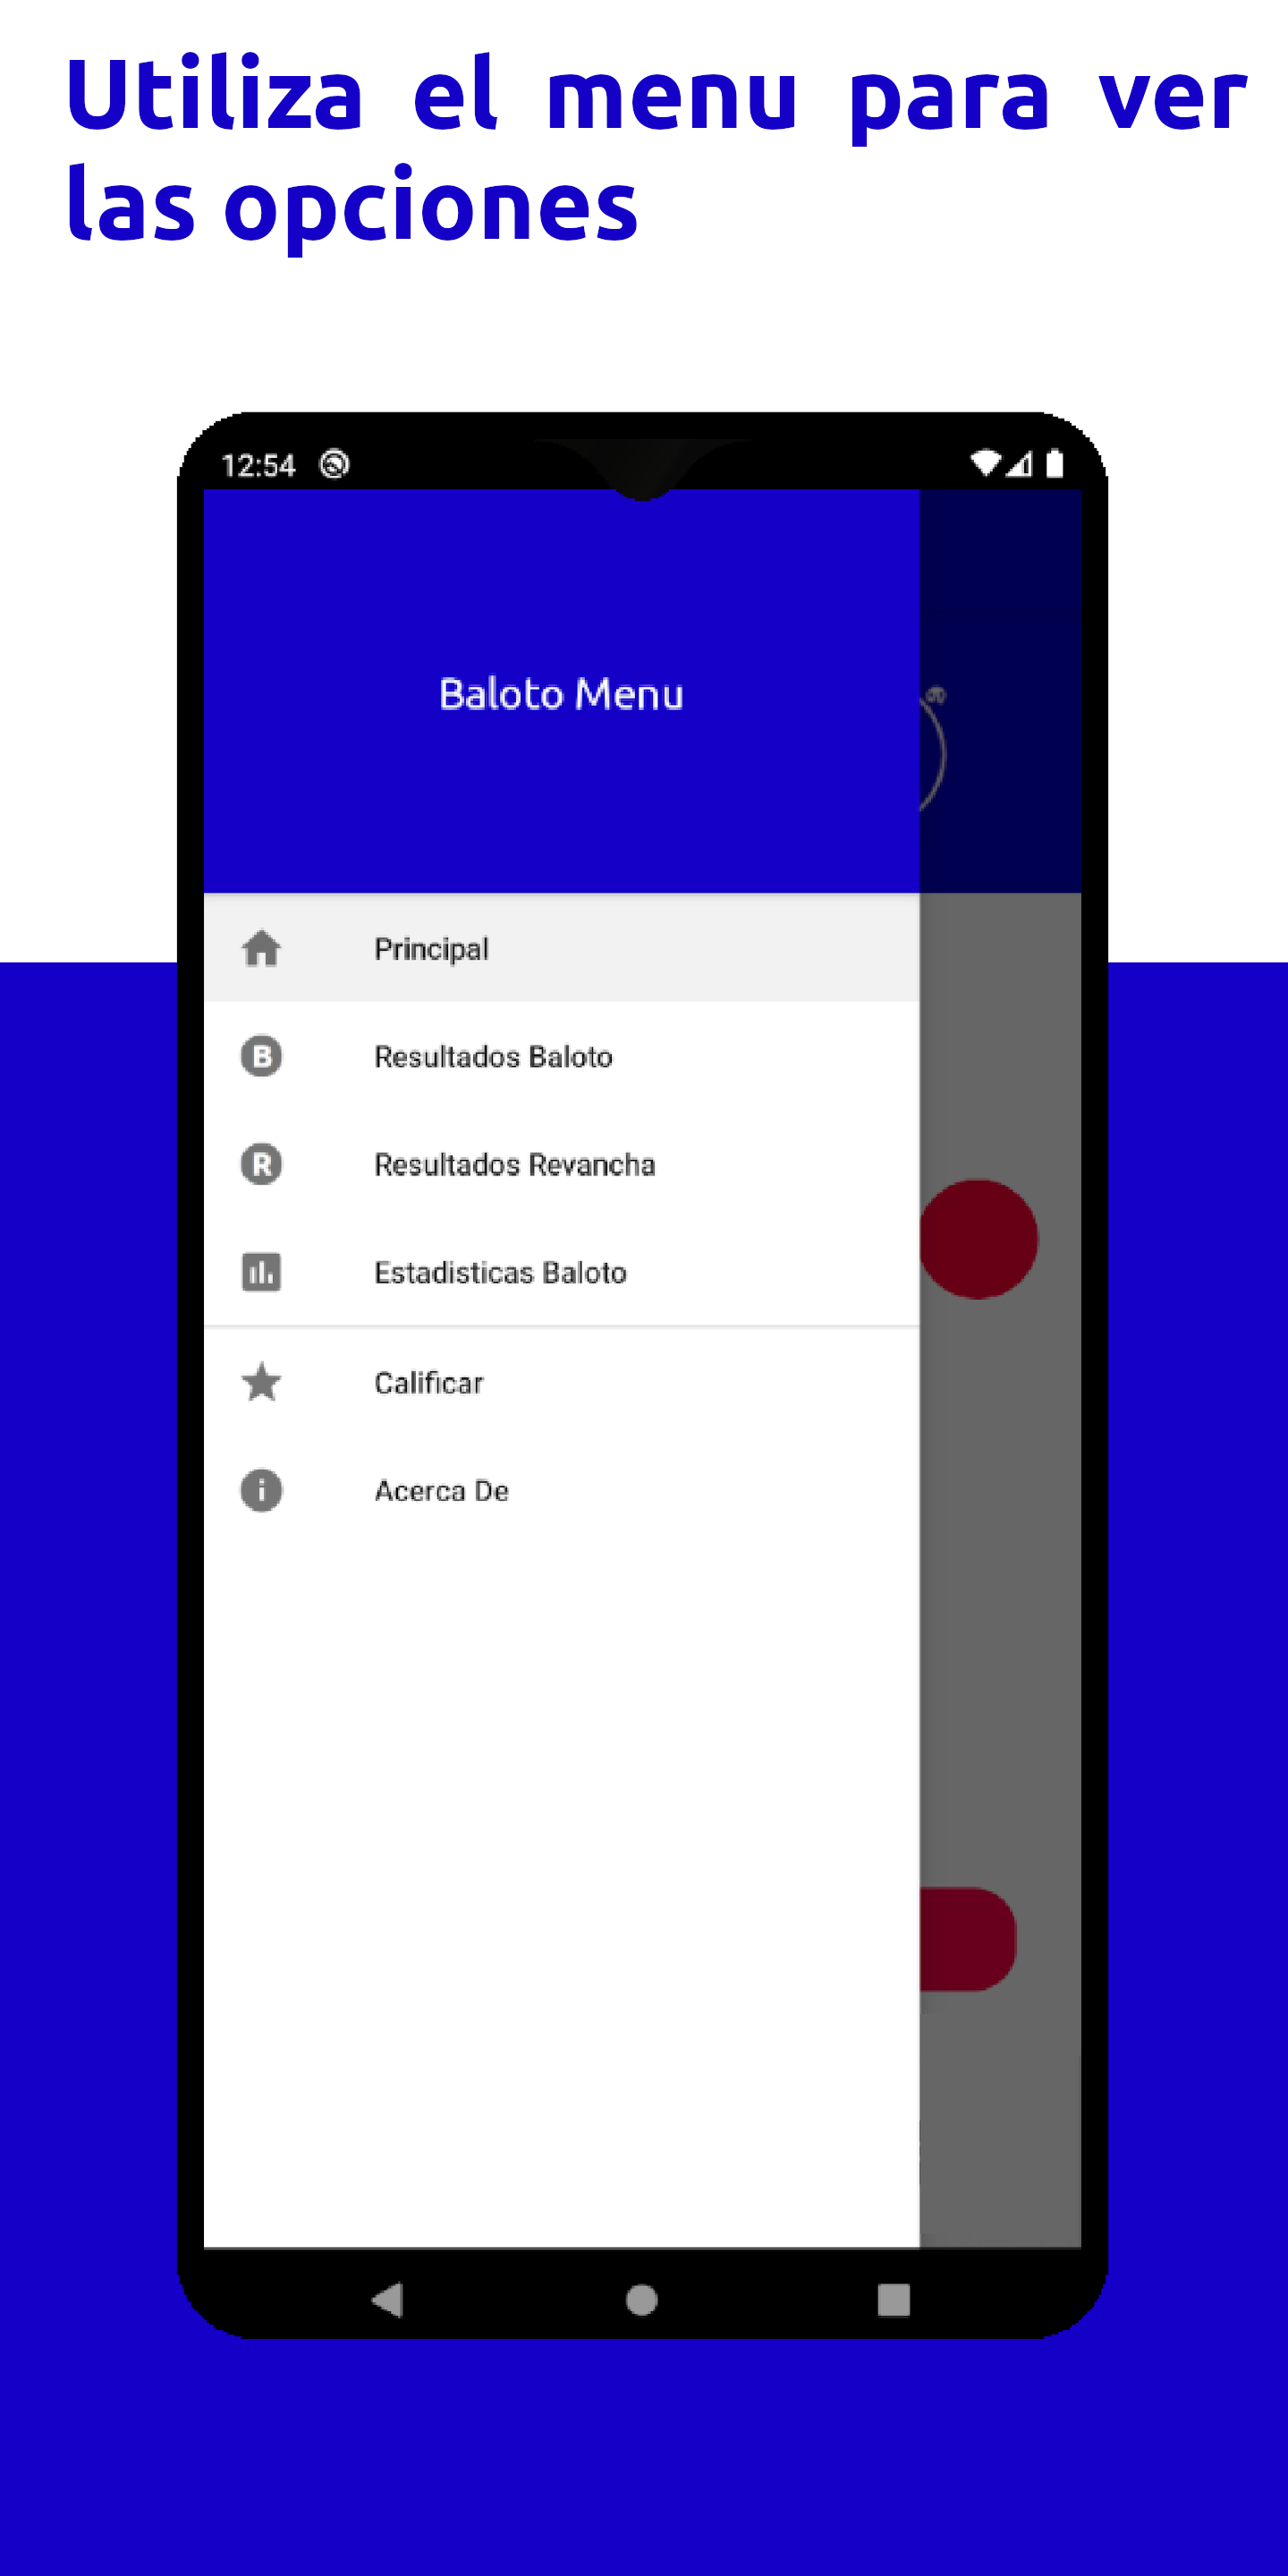 Utiliza el menu para ver
las opciones
12:54
Baloto Menu
®
Principal
B
Resultados Baloto
R
Resultados Revancha
Estadisticas Baloto
Calificar
Acerca De